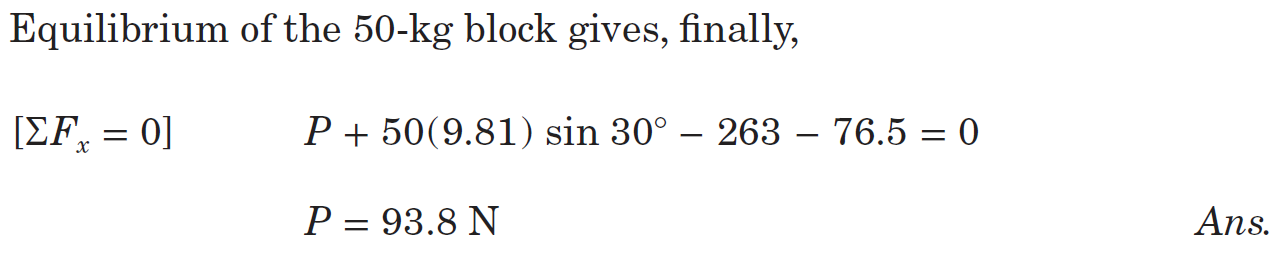 Equilibrium of the 50-kg block gives, finally,
[ΣFₓ = 0] P + 50(9.81) sin 30° − 263 − 76.5 = 0
P = 93.8 N Ans.